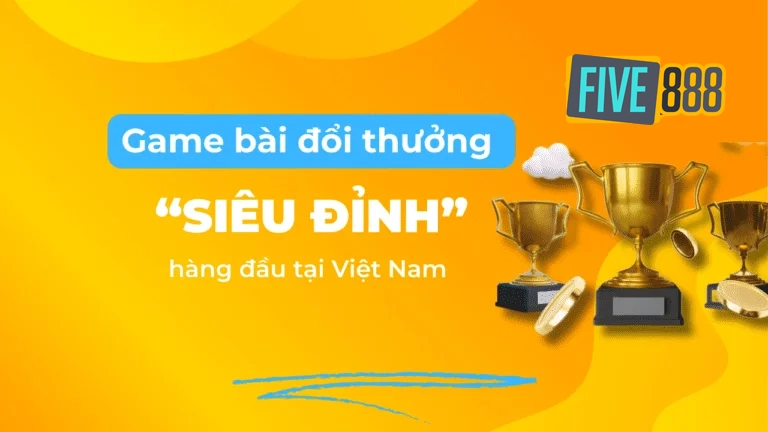 FIVE888
Game bài đổi thưởng
“SIÊU ĐỈNH”
hàng đầu tại Việt Nam